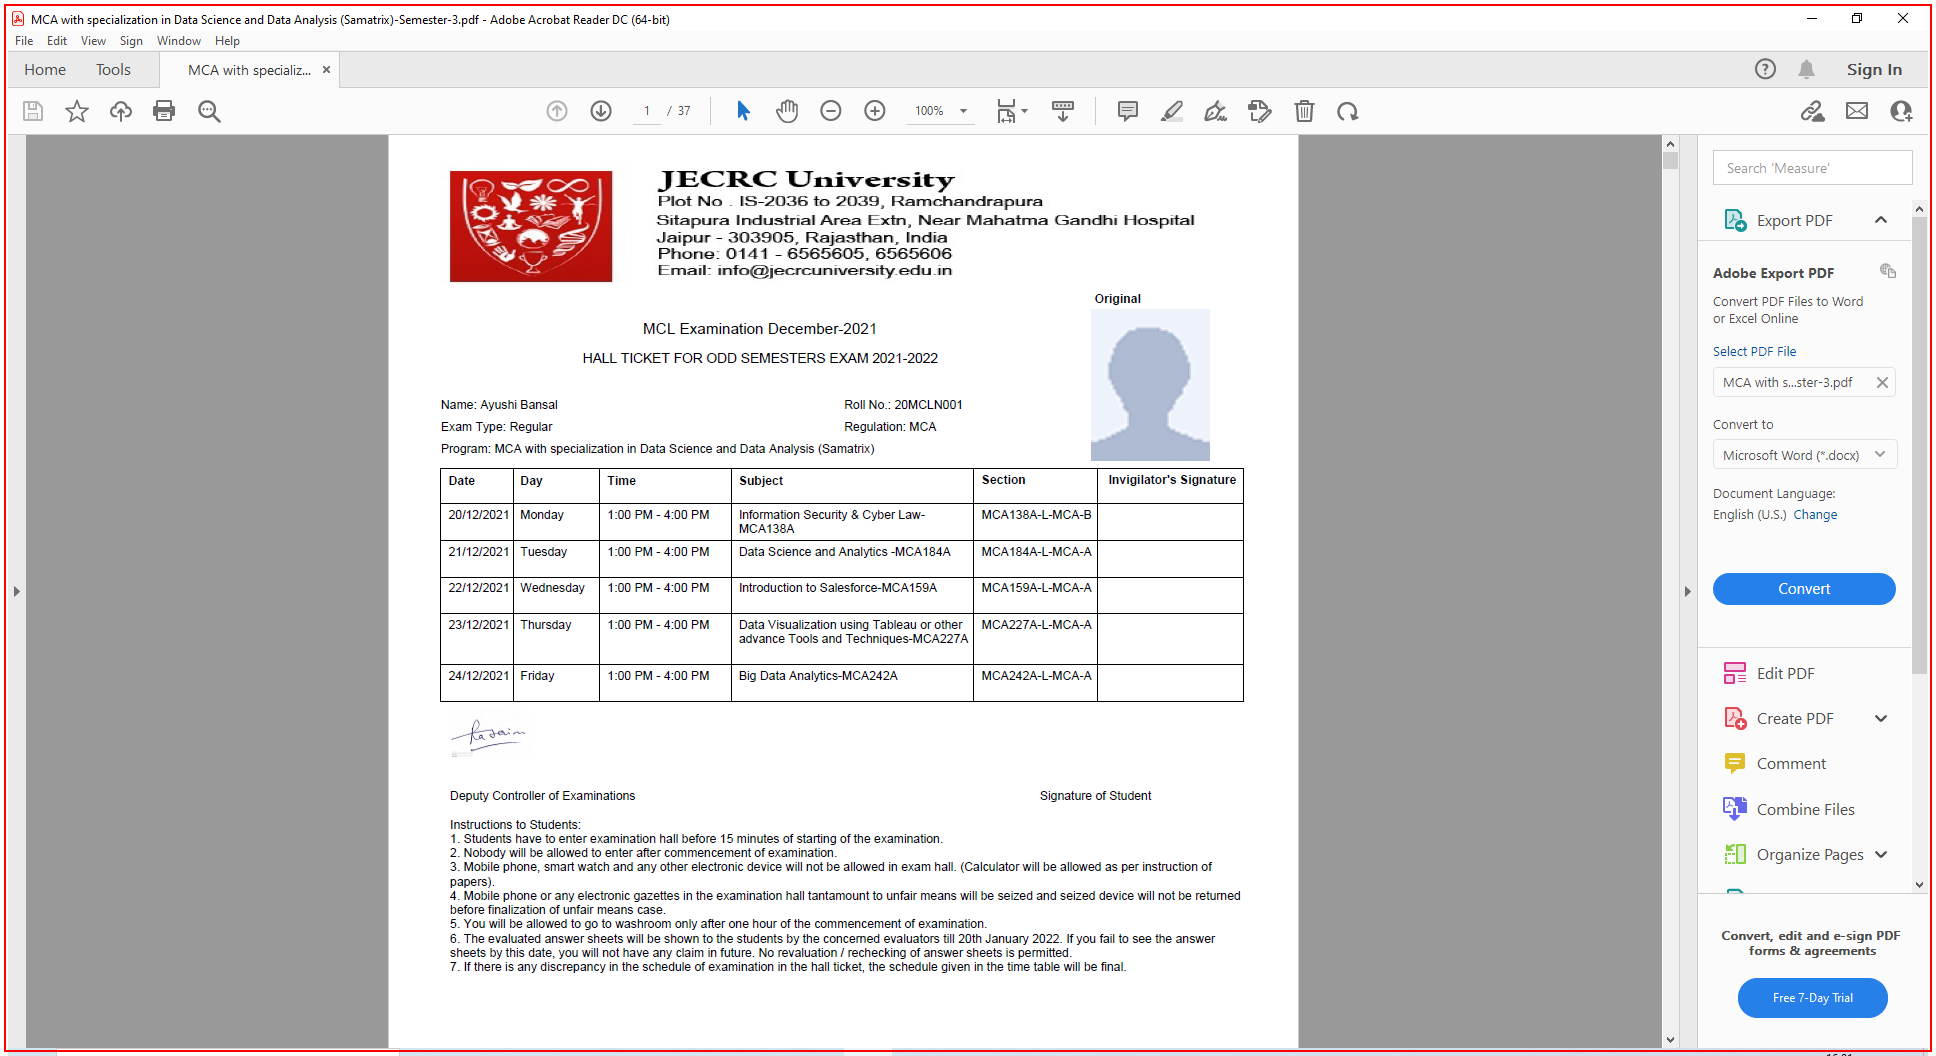 MCA with specialization in Data Science and Data Analysis (Samatrix)-Semester-3.pdf - Adobe Acrobat Reader DC (64-bit)
File Edit View Sign Window Help
Home Tools MCA with specializ... × Sign In
1 / 37 100%
JECRC University
Plot No . IS-2036 to 2039, Ramchandrapura
Sitapura Industrial Area Extn, Near Mahatma Gandhi Hospital
Jaipur - 303905, Rajasthan, India
Phone: 0141 - 6565605, 6565606
Email: info@jecrcuniversity.edu.in
Original
MCL Examination December-2021
HALL TICKET FOR ODD SEMESTERS EXAM 2021-2022
Name: Ayushi Bansal Roll No.: 20MCLN001
Exam Type: Regular Regulation: MCA
Program: MCA with specialization in Data Science and Data Analysis (Samatrix)
Date Day Time Subject Section Invigilator's Signature
20/12/2021 Monday 1:00 PM - 4:00 PM Information Security & Cyber Law- MCA138A-L-MCA-B
MCA138A
21/12/2021 Tuesday 1:00 PM - 4:00 PM Data Science and Analytics -MCA184A MCA184A-L-MCA-A
22/12/2021 Wednesday 1:00 PM - 4:00 PM Introduction to Salesforce-MCA159A MCA159A-L-MCA-A
23/12/2021 Thursday 1:00 PM - 4:00 PM Data Visualization using Tableau or other MCA227A-L-MCA-A
advance Tools and Techniques-MCA227A
24/12/2021 Friday 1:00 PM - 4:00 PM Big Data Analytics-MCA242A MCA242A-L-MCA-A
Deputy Controller of Examinations Signature of Student
Instructions to Students:
1. Students have to enter examination hall before 15 minutes of starting of the examination.
2. Nobody will be allowed to enter after commencement of examination.
3. Mobile phone, smart watch and any other electronic device will not be allowed in exam hall. (Calculator will be allowed as per instruction of
papers).
4. Mobile phone or any electronic gazettes in the examination hall tantamount to unfair means will be seized and seized device will not be returned
before finalization of unfair means case.
5. You will be allowed to go to washroom only after one hour of the commencement of examination.
6. The evaluated answer sheets will be shown to the students by the concerned evaluators till 20th January 2022. If you fail to see the answer
sheets by this date, you will not have any claim in future. No revaluation / rechecking of answer sheets is permitted.
7. If there is any discrepancy in the schedule of examination in the hall ticket, the schedule given in the time table will be final.
Search 'Measure'
Export PDF
Adobe Export PDF
Convert PDF Files to Word
or Excel Online
Select PDF File
MCA with s...ster-3.pdf
Convert to
Microsoft Word (*.docx)
Document Language:
English (U.S.) Change
Convert
Edit PDF
Create PDF
Comment
Combine Files
Organize Pages
Convert, edit and e-sign PDF
forms & agreements
Free 7-Day Trial